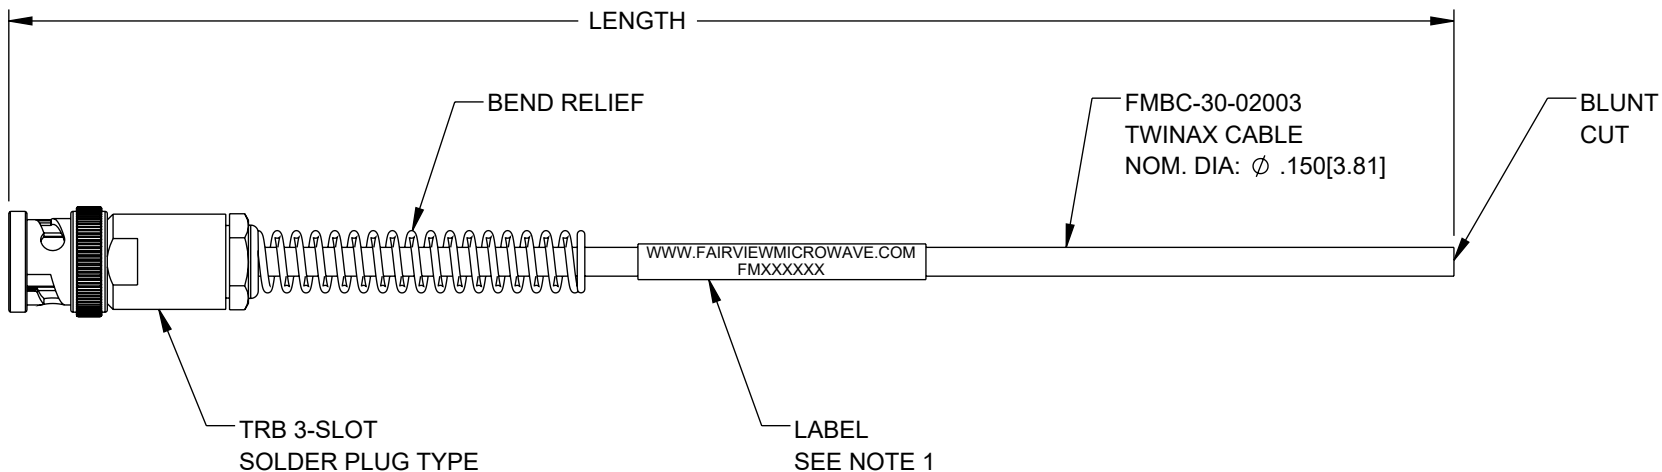 LENGTH
BEND RELIEF
FMBC-30-02003
TWINAX CABLE
NOM. DIA: ∅ .150[3.81]
BLUNT
CUT
WWW.FAIRVIEWMICROWAVE.COM
FMXXXXXX
TRB 3-SLOT
SOLDER PLUG TYPE
LABEL
SEE NOTE 1